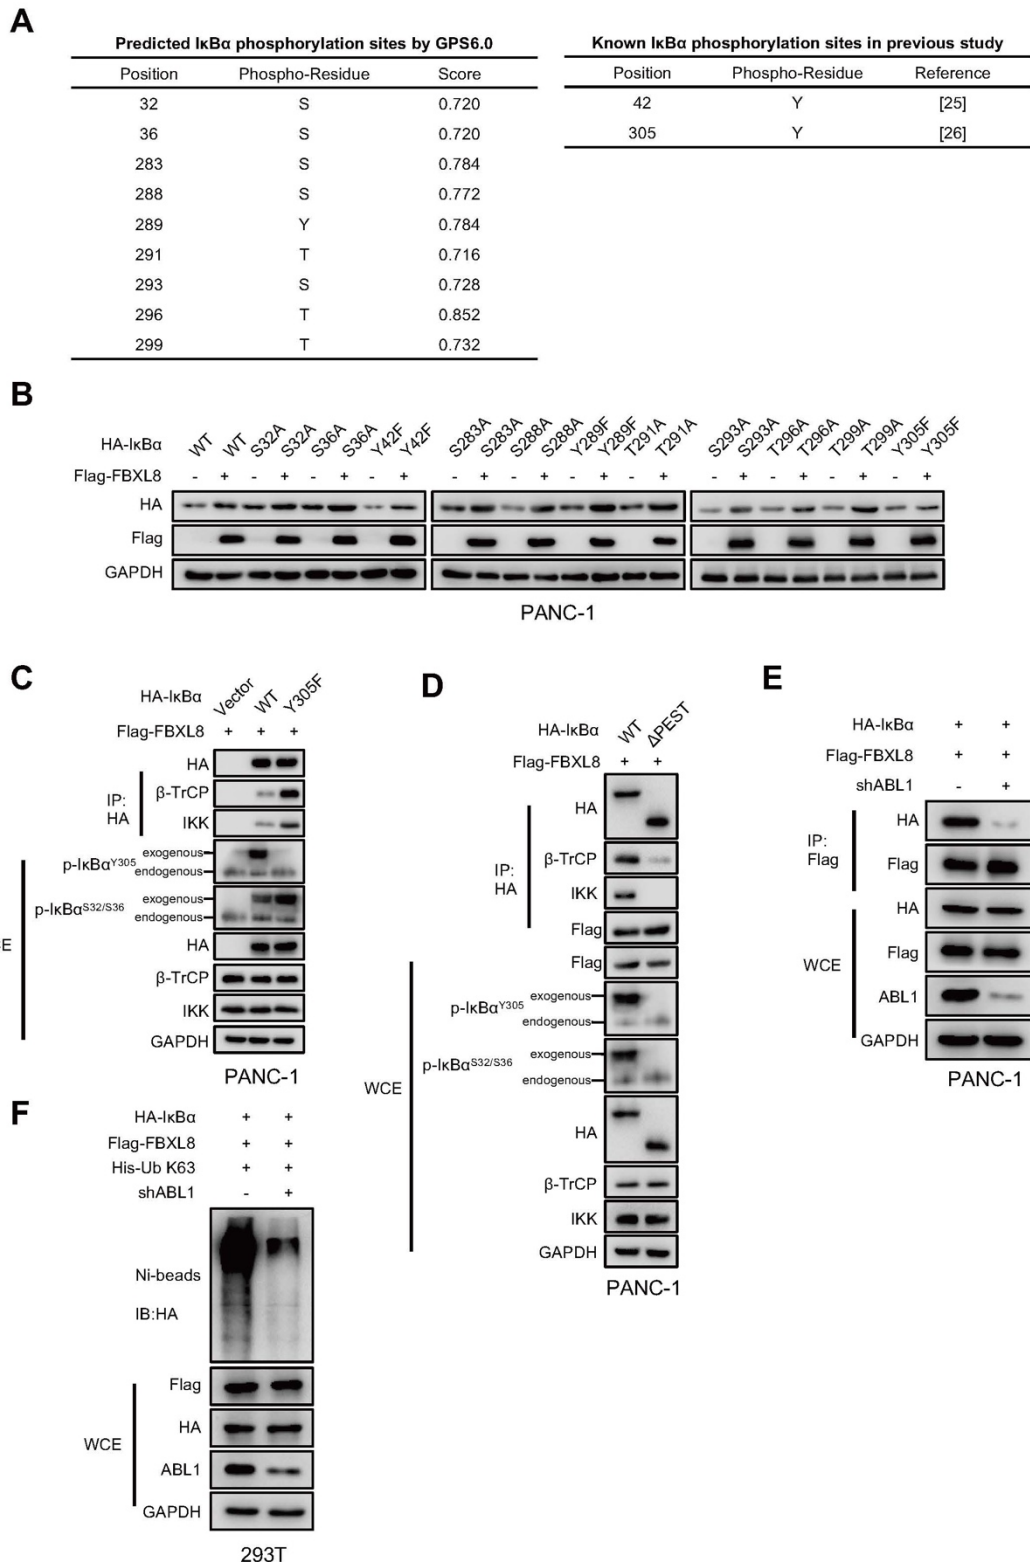 A
Predicted IκBα phosphorylation sites by GPS6.0
Position Phospho-Residue Score
32 S 0.720
36 S 0.720
283 S 0.784
288 S 0.772
289 Y 0.784
291 T 0.716
293 S 0.728
296 T 0.852
299 T 0.732
Known IκBα phosphorylation sites in previous study
Position Phospho-Residue Reference
42 Y [25]
305 Y [26]
B
HA-IκBα WT WT S32A S32A S36A S36A Y42F Y42F S283A S283A S288A S288A Y289F Y289F T291A T291A S293A S293A T296A T296A T299A T299A Y305F Y305F
Flag-FBXL8 - + - + - + - + - + - + - + - + - + - + - + - +
HA
Flag
GAPDH
PANC-1
C
HA-IκBα Vector WT Y305F
Flag-FBXL8 + + +
IP: HA
HA
β-TrCP
IKK
p-IκBαY305 exogenous
endogenous
p-IκBαS32/S36 exogenous
endogenous
CE
HA
β-TrCP
IKK
GAPDH
PANC-1
D
HA-IκBα WT ΔPEST
Flag-FBXL8 + +
IP: HA
HA
β-TrCP
IKK
Flag
WCE
Flag
p-IκBαY305 exogenous
endogenous
p-IκBαS32/S36 exogenous
endogenous
HA
β-TrCP
IKK
GAPDH
PANC-1
E
HA-IκBα + +
Flag-FBXL8 + +
shABL1 - +
IP: Flag
HA
Flag
WCE
HA
Flag
ABL1
GAPDH
PANC-1
F
HA-IκBα + +
Flag-FBXL8 + +
His-Ub K63 + +
shABL1 - +
Ni-beads
IB:HA
WCE
Flag
HA
ABL1
GAPDH
293T